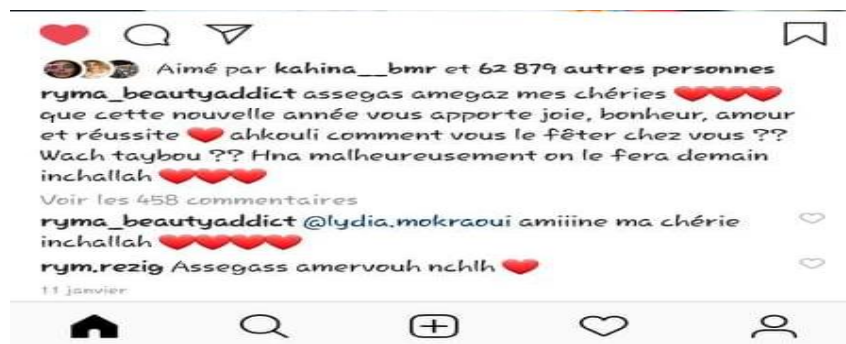 Aimé par kahina__bmr et 62 879 autres personnes
ryma_beautyaddict assegas amegaz mes chéries ❤❤❤
que cette nouvelle année vous apporte joie, bonheur, amour
et réussite ❤ ahkouli comment vous le fêter chez vous ??
Wach taybou ?? Hna malheureusement on le fera demain
inchallah ❤❤❤
Voir les 458 commentaires
ryma_beautyaddict @lydia.mokraoui amiiine ma chérie
inchallah ❤❤❤❤
rym.rezig Assegass amervouh nchlh ❤
11 janvier